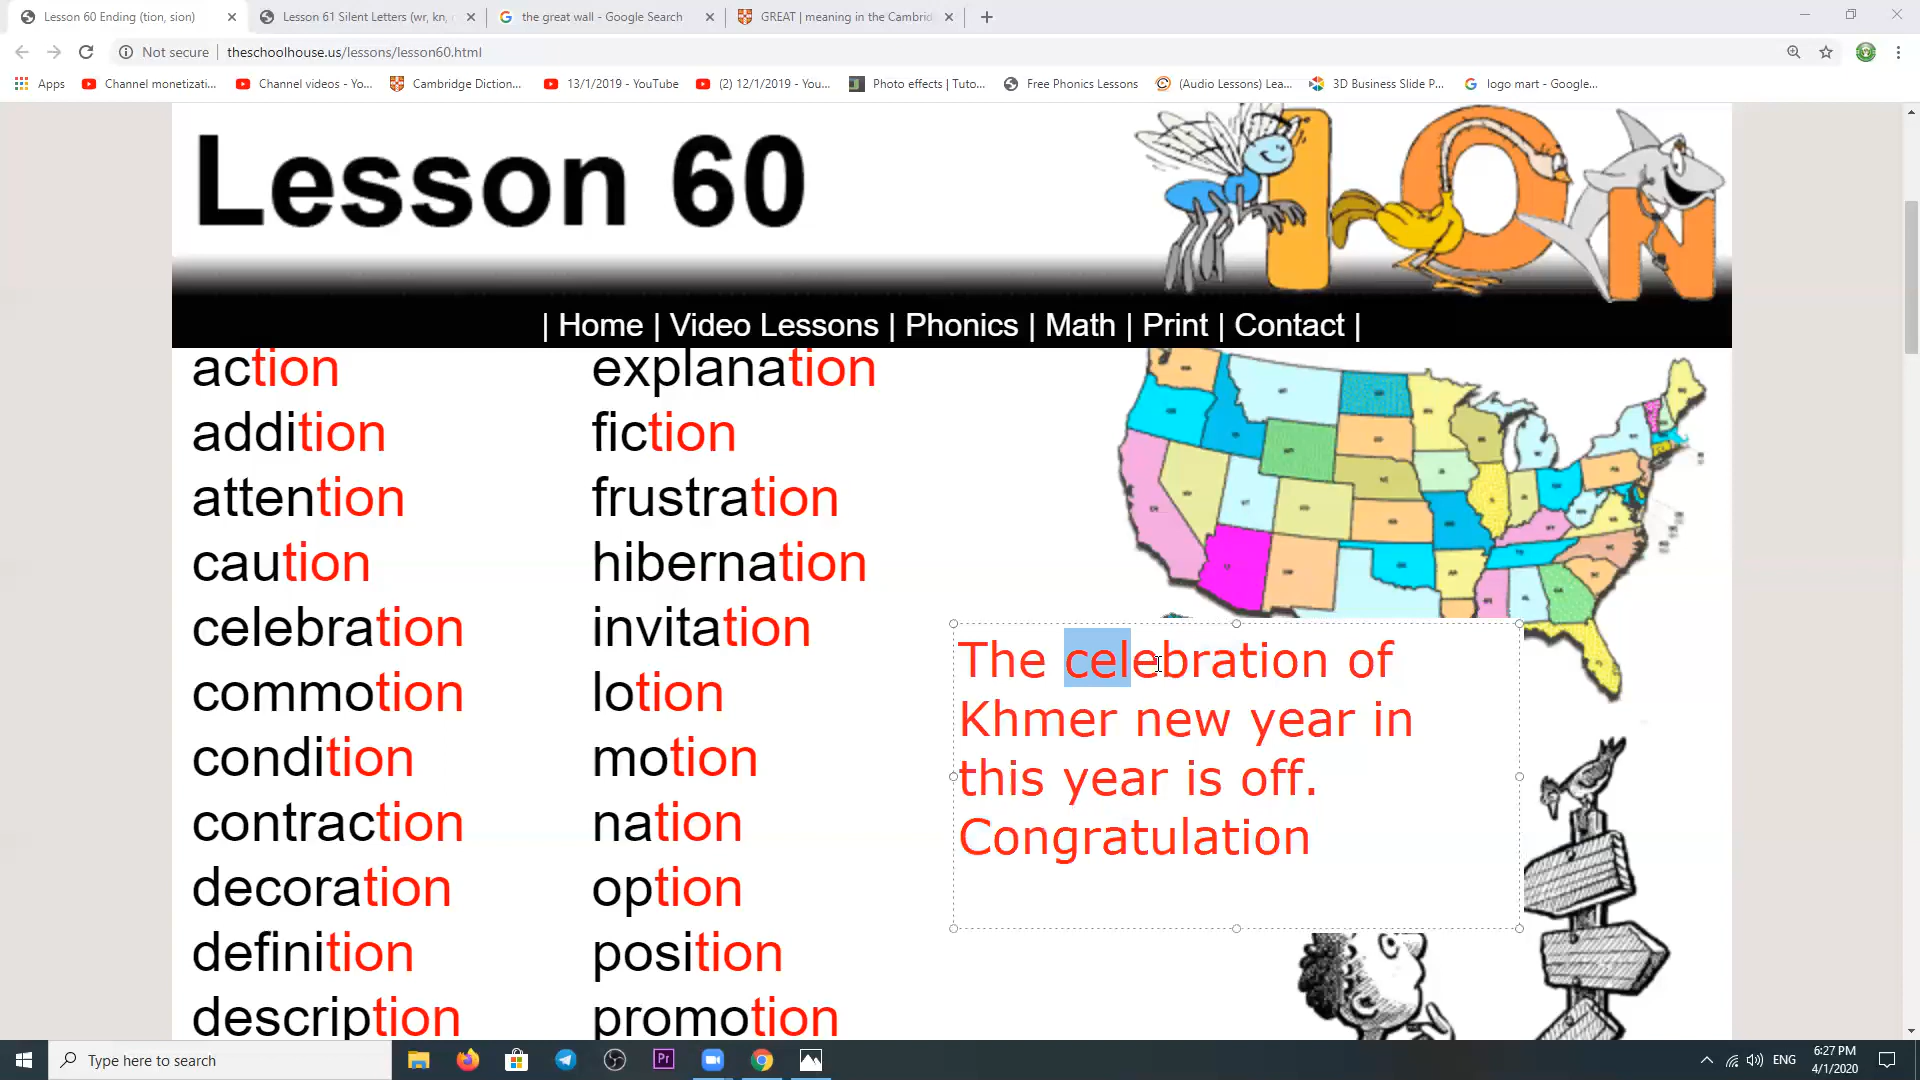 Lesson 60 Ending (tion, sion)
Lesson 61 Silent Letters (wr, kn,
the great wall - Google Search
GREAT | meaning in the Cambrid
Not secure
theschoolhouse.us/lessons/lesson60.html
Apps
Channel monetizati...
Channel videos - Yo...
Cambridge Diction...
13/1/2019 - YouTube
(2) 12/1/2019 - You...
Photo effects | Tuto...
Free Phonics Lessons
(Audio Lessons) Lea...
3D Business Slide P...
logo mart - Google...
Lesson 60
ION
| Home | Video Lessons | Phonics | Math | Print | Contact |
action
explanation
addition
fiction
attention
frustration
caution
hibernation
celebration
invitation
commotion
lotion
condition
motion
contraction
nation
decoration
option
definition
position
description
promotion
The celebration of
Khmer new year in
this year is off.
Congratulation
Type here to search
Pr
ENG
6:27 PM
4/1/2020